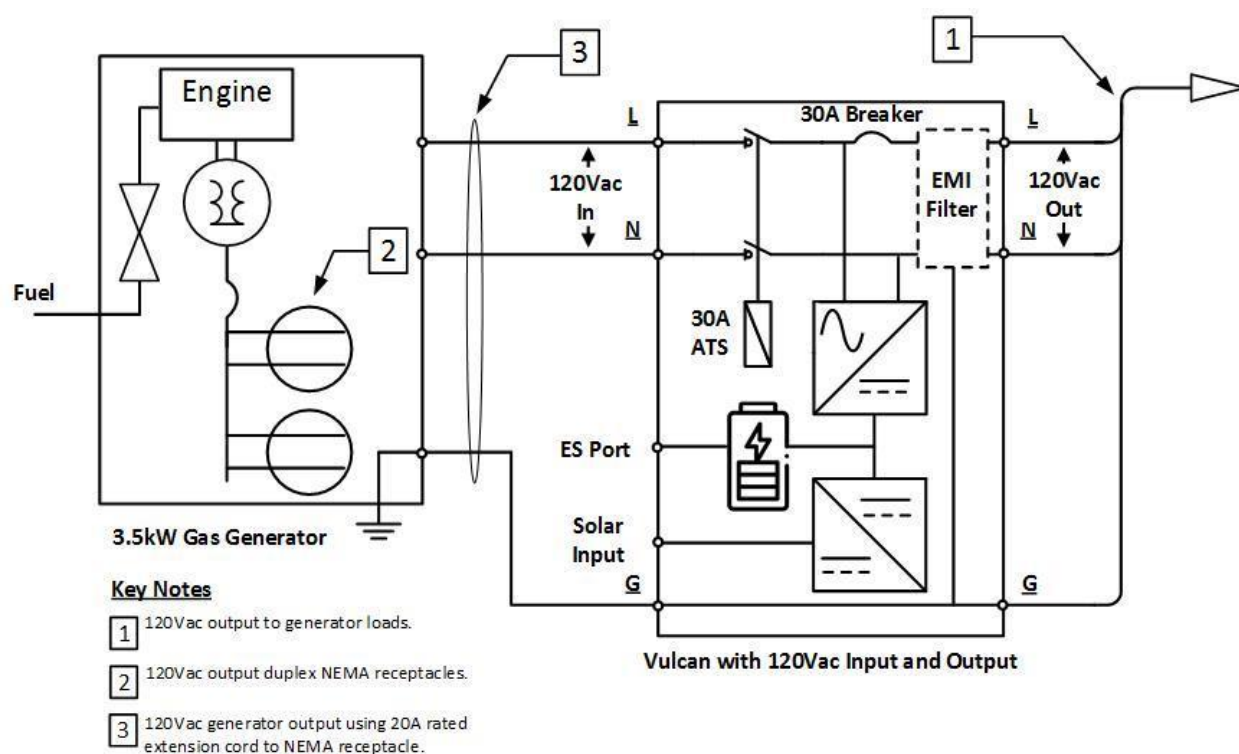 3
1
Engine
L
30A Breaker
L
120Vac
In
EMI
Filter
120Vac
Out
N
N
2
Fuel
30A
ATS
ES Port
Solar
Input
3.5kW Gas Generator
G
G
Vulcan with 120Vac Input and Output
Key Notes
1 120Vac output to generator loads.
2 120Vac output duplex NEMA receptacles.
3 120Vac generator output using 20A rated
extension cord to NEMA receptacle.